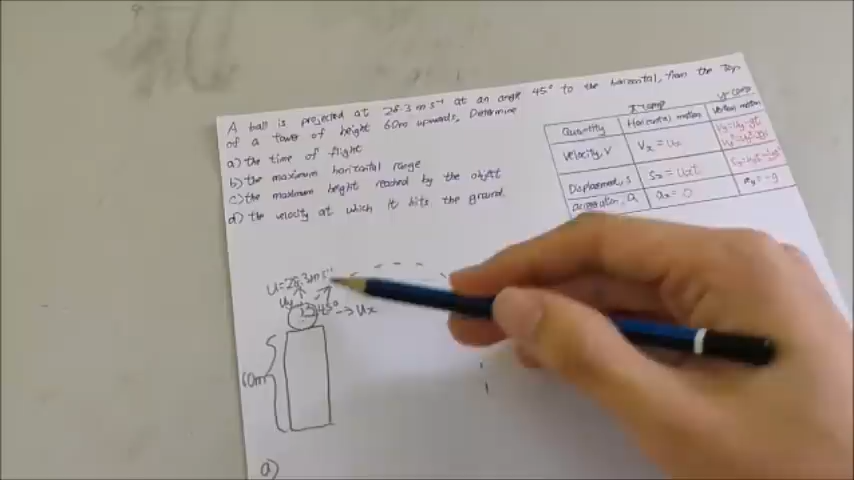 A ball is projected at 28.3 m s⁻¹ at an angle 45° to the horizontal, from the top
of a tower of height 60m upwards. Determine
a) the time of flight
b) the maximum horizontal range
c) the maximum height reached by the object
d) the velocity at which it hits the ground.
x-comp
y-comp
Quantity
Horizontal motion
Vertical motion
Velocity, V
Vx = Ux
Displacement, s
Sx = Uxt
acceleration, a
ax = 0
ay = -g
U = 28.3 m s⁻¹
Uy
45°
→ Ux
60m
a)